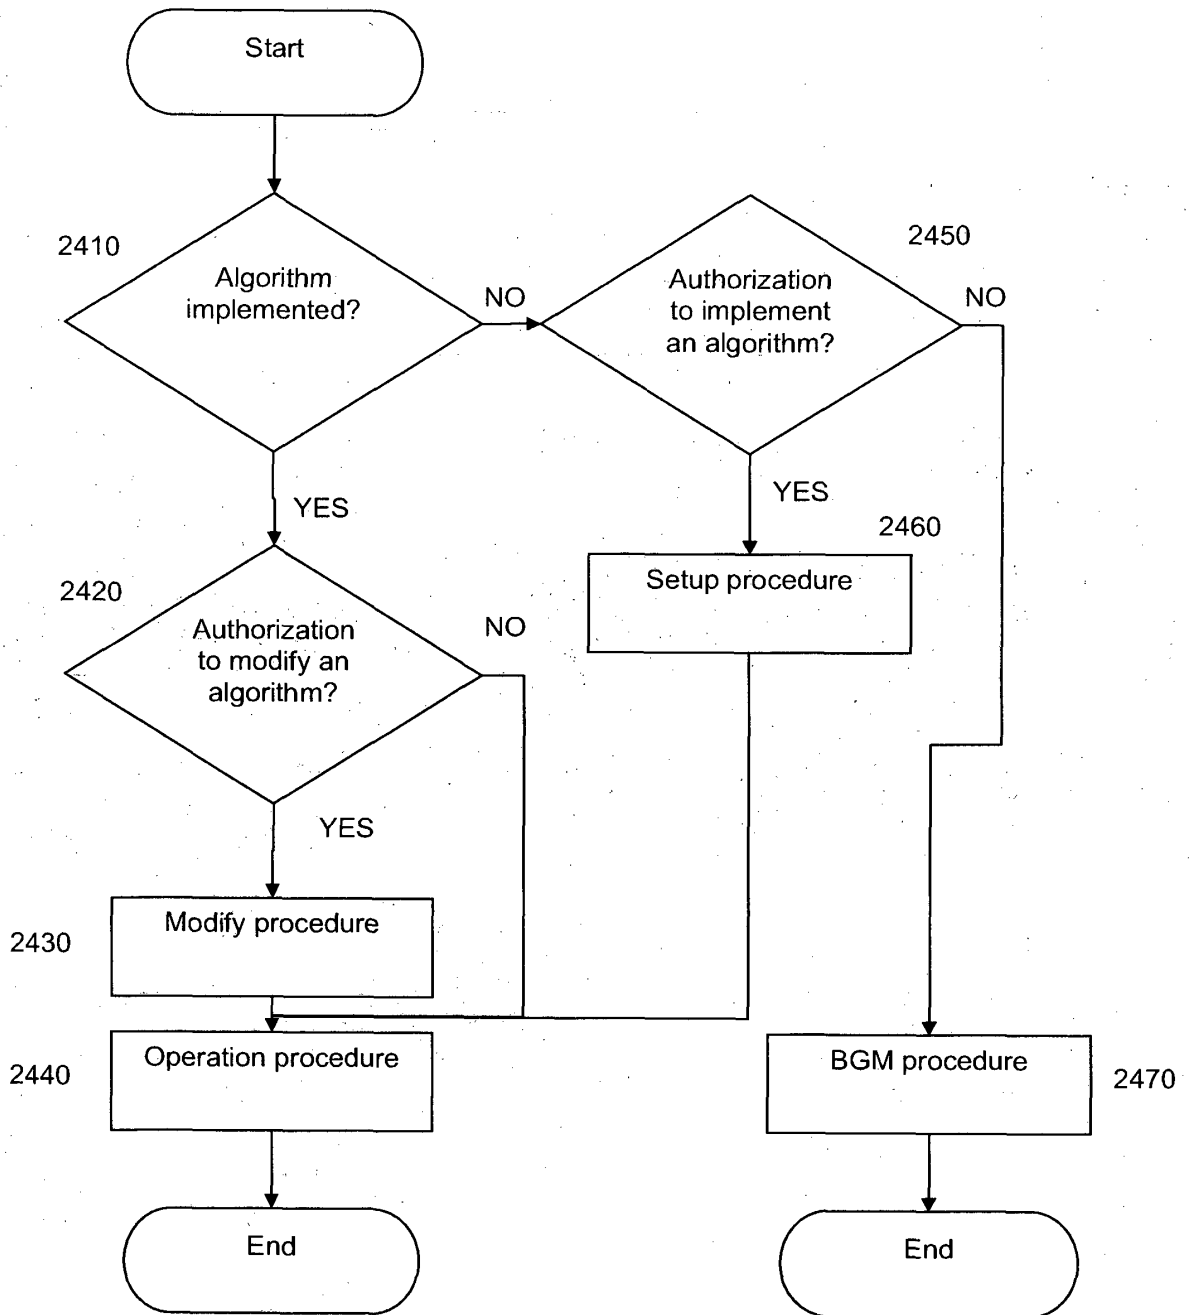 Start
2410
Algorithm
implemented?
NO
2450
Authorization
to implement
an algorithm?
NO
YES
YES
2460
Setup procedure
2420
Authorization
to modify an
algorithm?
NO
YES
2430
Modify procedure
2440
Operation procedure
BGM procedure
2470
End
End